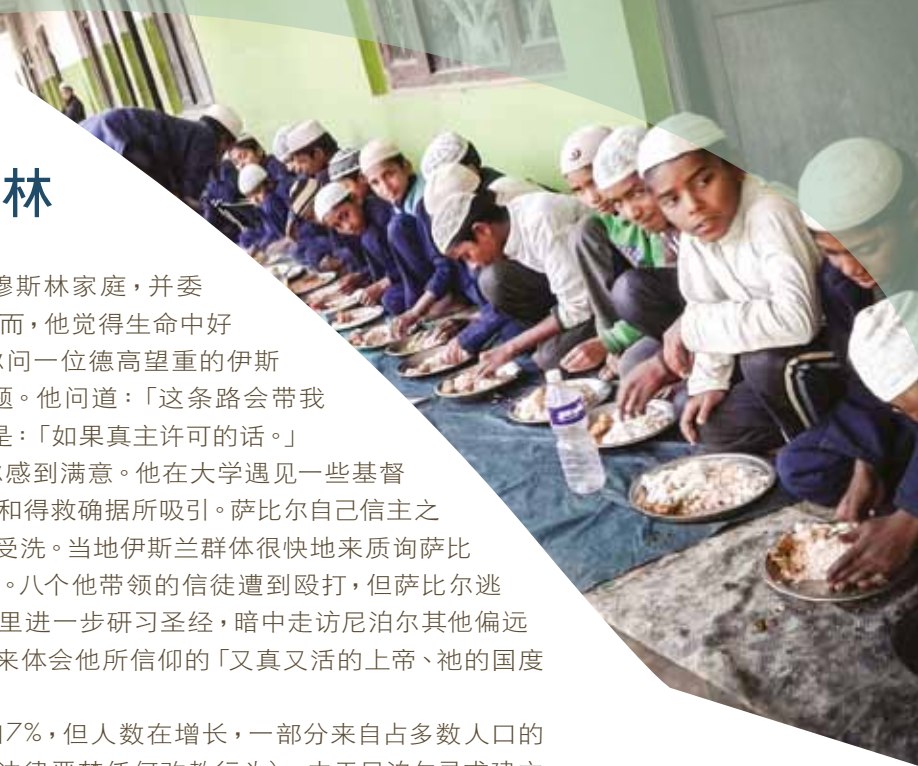 林
穆斯林家庭，并委
而，他觉得生命中好
问一位德高望重的伊斯
题。他问道：「这条路会带我
是：「如果真主许可的话。」
感到满意。他在大学遇见一些基督
和得救确据所吸引。萨比尔自己信主之
受洗。当地伊斯兰群体很快地来质询萨比
。八个他带领的信徒遭到殴打，但萨比尔逃
里进一步研习圣经，暗中走访尼泊尔其他偏远
来体会他所信仰的「又真又活的上帝、祂的国度
7%，但人数在增长，一部分来自占多数人口的